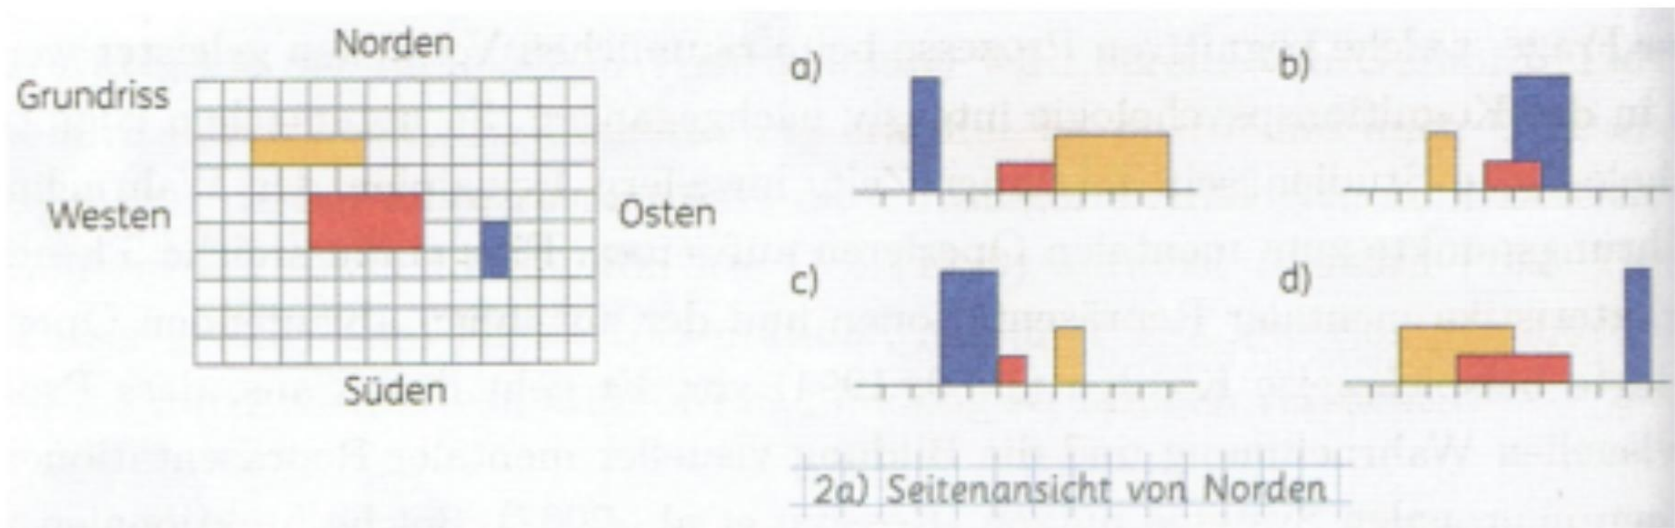 Norden
Grundriss
Westen
Osten
Süden
a)
b)
c)
d)
2a) Seitenansicht von Norden